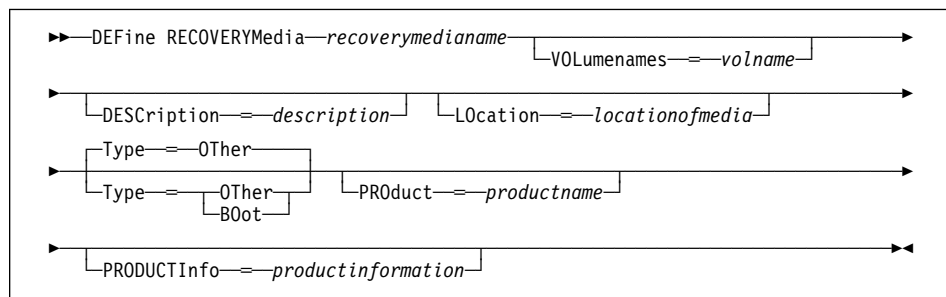 DEFine RECOVERYMedia recoverymedianame
VOLumenames = volname
DESCription = description LOcation = locationofmedia
Type = OTher
Type = OTher PROduct = productname
BOot
PRODUCTInfo = productinformation